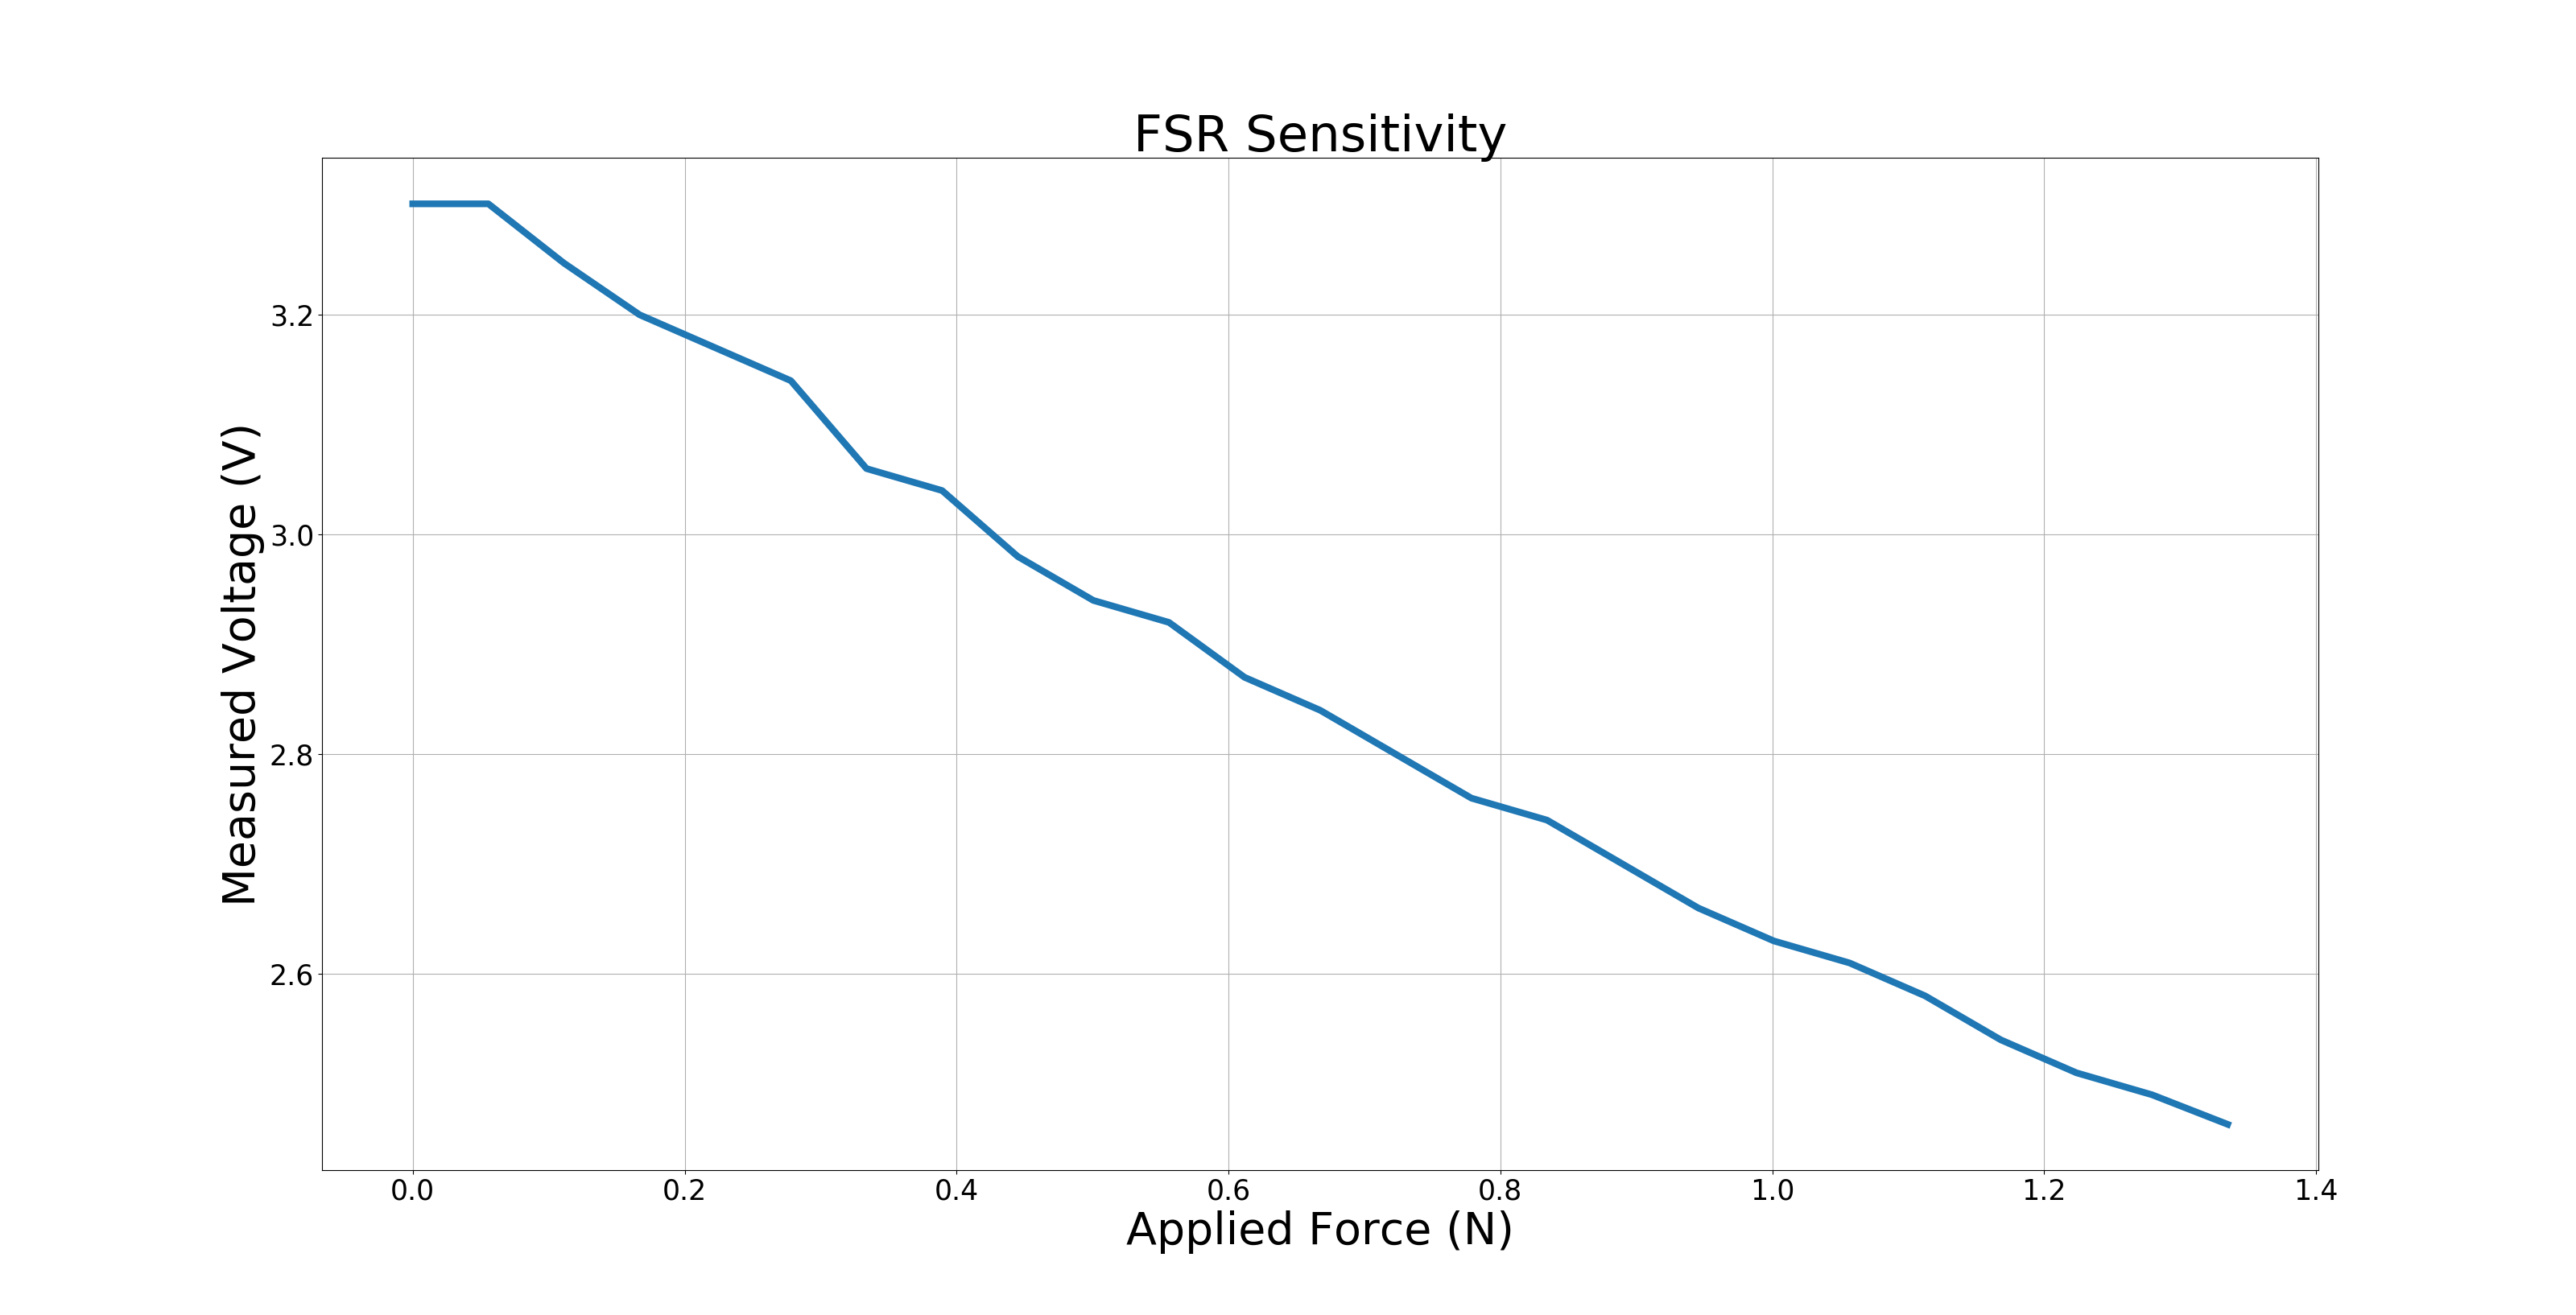 FSR Sensitivity
Measured Voltage (V)
3.2
3.0
2.8
2.6
0.0 0.2 0.4 0.6 0.8 1.0 1.2 1.4
Applied Force (N)